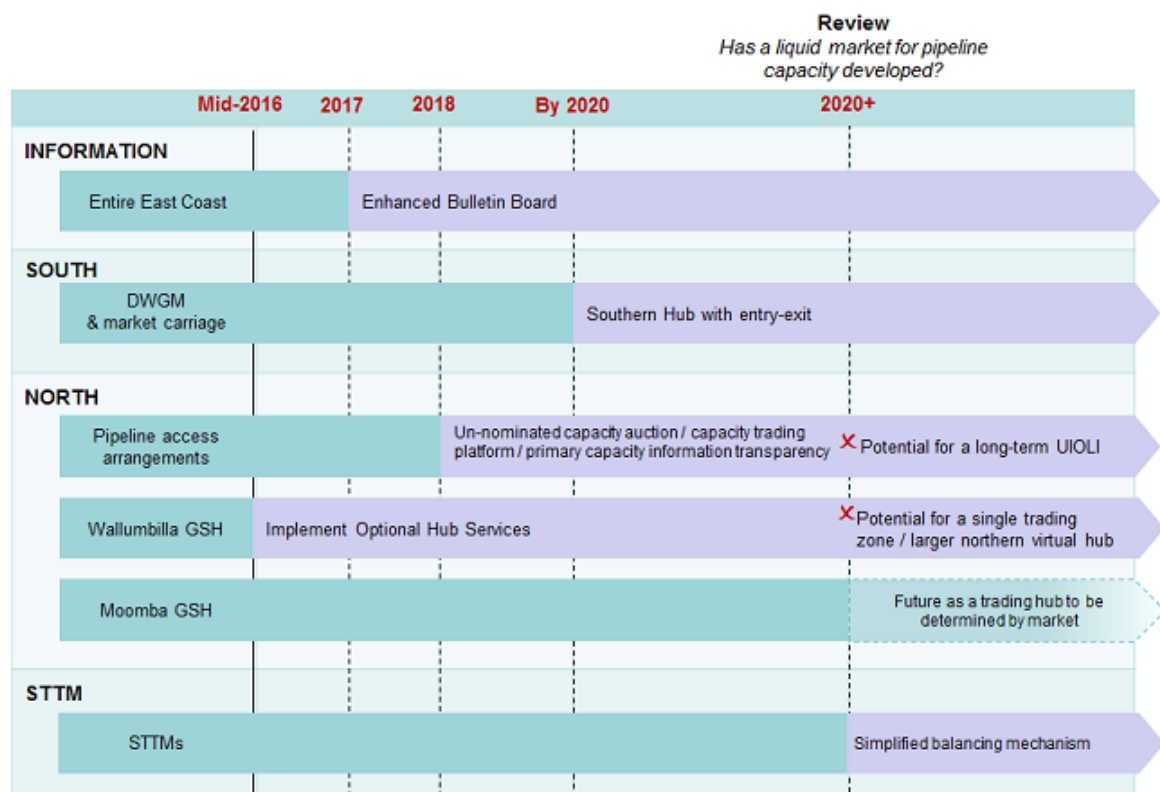 Review
Has a liquid market for pipeline
capacity developed?
Mid-2016 2017 2018 By 2020 2020+
INFORMATION
Entire East Coast
Enhanced Bulletin Board
SOUTH
DWGM
& market carriage
Southern Hub with entry-exit
NORTH
Pipeline access
arrangements
Un-nominated capacity auction / capacity trading
platform / primary capacity information transparency
✗ Potential for a long-term UIOLI
Wallumbilla GSH
Implement Optional Hub Services
✗ Potential for a single trading
zone / larger northern virtual hub
Moomba GSH
Future as a trading hub to be
determined by market
STTM
STTMs
Simplified balancing mechanism